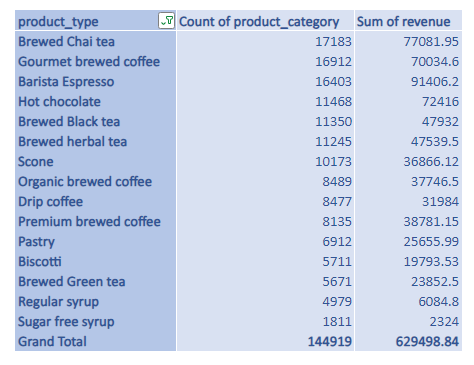 product_type Count of product_category Sum of revenue
Brewed Chai tea 17183 77081.95
Gourmet brewed coffee 16912 70034.6
Barista Espresso 16403 91406.2
Hot chocolate 11468 72416
Brewed Black tea 11350 47932
Brewed herbal tea 11245 47539.5
Scone 10173 36866.12
Organic brewed coffee 8489 37746.5
Drip coffee 8477 31984
Premium brewed coffee 8135 38781.15
Pastry 6912 25655.99
Biscotti 5711 19793.53
Brewed Green tea 5671 23852.5
Regular syrup 4979 6084.8
Sugar free syrup 1811 2324
Grand Total 144919 629498.84